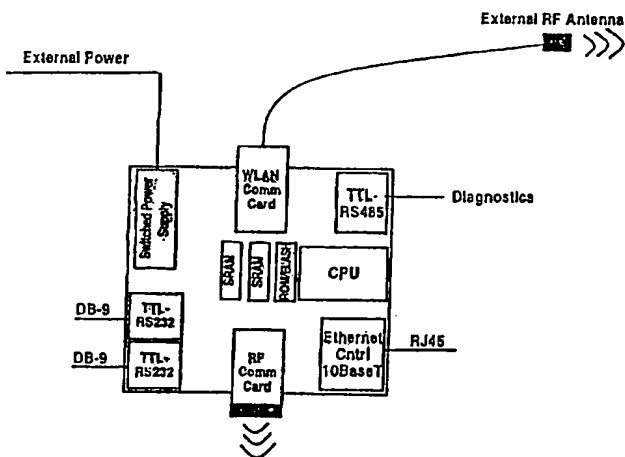 External RF Antenna
External Power
WLAN
Comm
Card
Switched Power
Supply
TTL-
RS485
Diagnostics
SRAM
SRAM
ROM/FLASH
CPU
DB-9
TTL-
RS232
DB-9
TTL-
RS232
RF
Comm
Card
Ethernet
Cntrl
10BaseT
RJ45